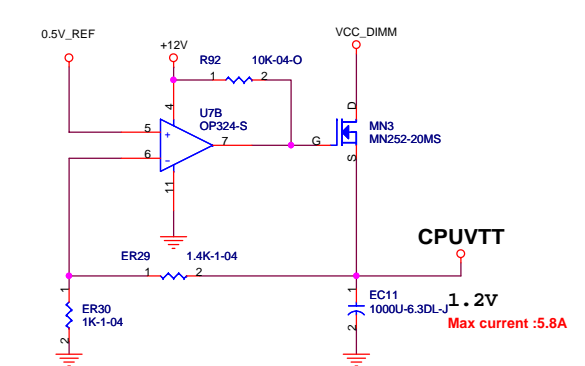 0.5V_REF
+12V
VCC_DIMM
R92
10K-04-O
1
2
4
D
U7B
OP324-S
MN3
MN252-20MS
5
+
7
G
6
-
S
11
CPUVTT
ER29
1.4K-1-04
1
2
1
ER30
1K-1-04
2
1
EC11
1000U-6.3DL-J
2
1.2V
Max current :5.8A